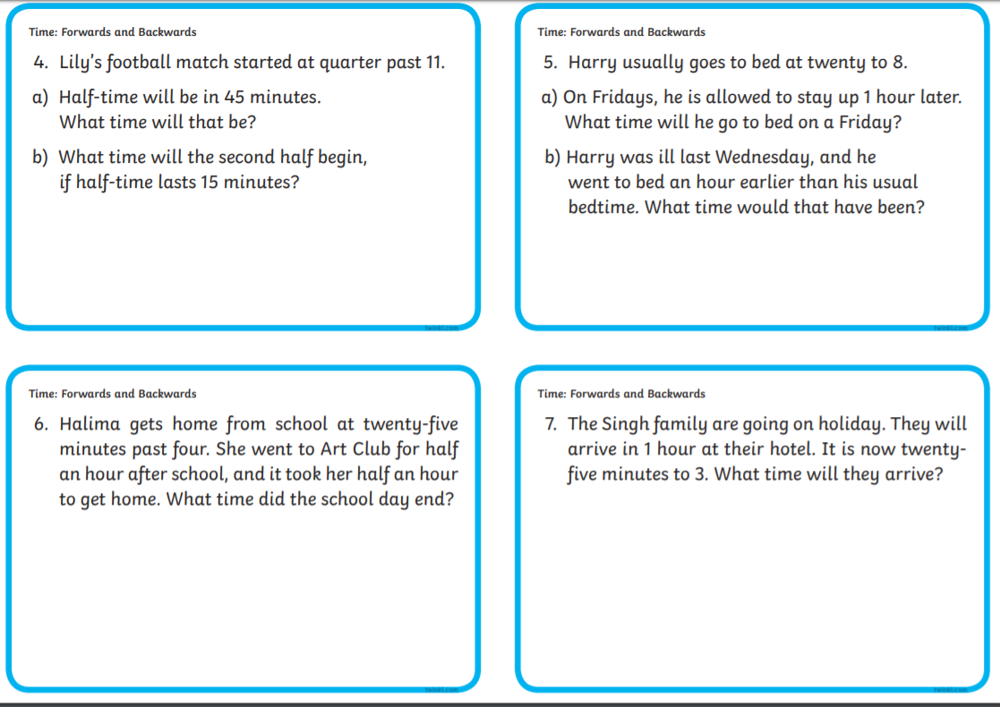 Time: Forwards and Backwards
4. Lily's football match started at quarter past 11.
a) Half-time will be in 45 minutes.
What time will that be?
b) What time will the second half begin,
if half-time lasts 15 minutes?
twinkl.com
Time: Forwards and Backwards
5. Harry usually goes to bed at twenty to 8.
a) On Fridays, he is allowed to stay up 1 hour later.
What time will he go to bed on a Friday?
b) Harry was ill last Wednesday, and he
went to bed an hour earlier than his usual
bedtime. What time would that have been?
twinkl.com
Time: Forwards and Backwards
6. Halima gets home from school at twenty-five
minutes past four. She went to Art Club for half
an hour after school, and it took her half an hour
to get home. What time did the school day end?
twinkl.com
Time: Forwards and Backwards
7. The Singh family are going on holiday. They will
arrive in 1 hour at their hotel. It is now twenty-
five minutes to 3. What time will they arrive?
twinkl.com